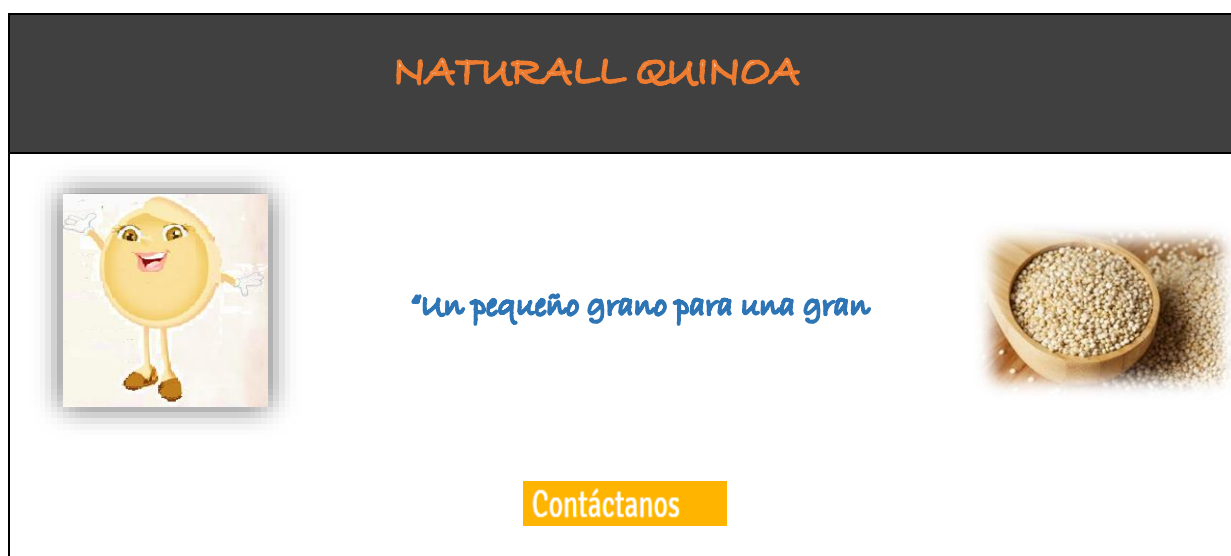 NATURALL QUINOA
“Un pequeño grano para una gran
Contáctanos